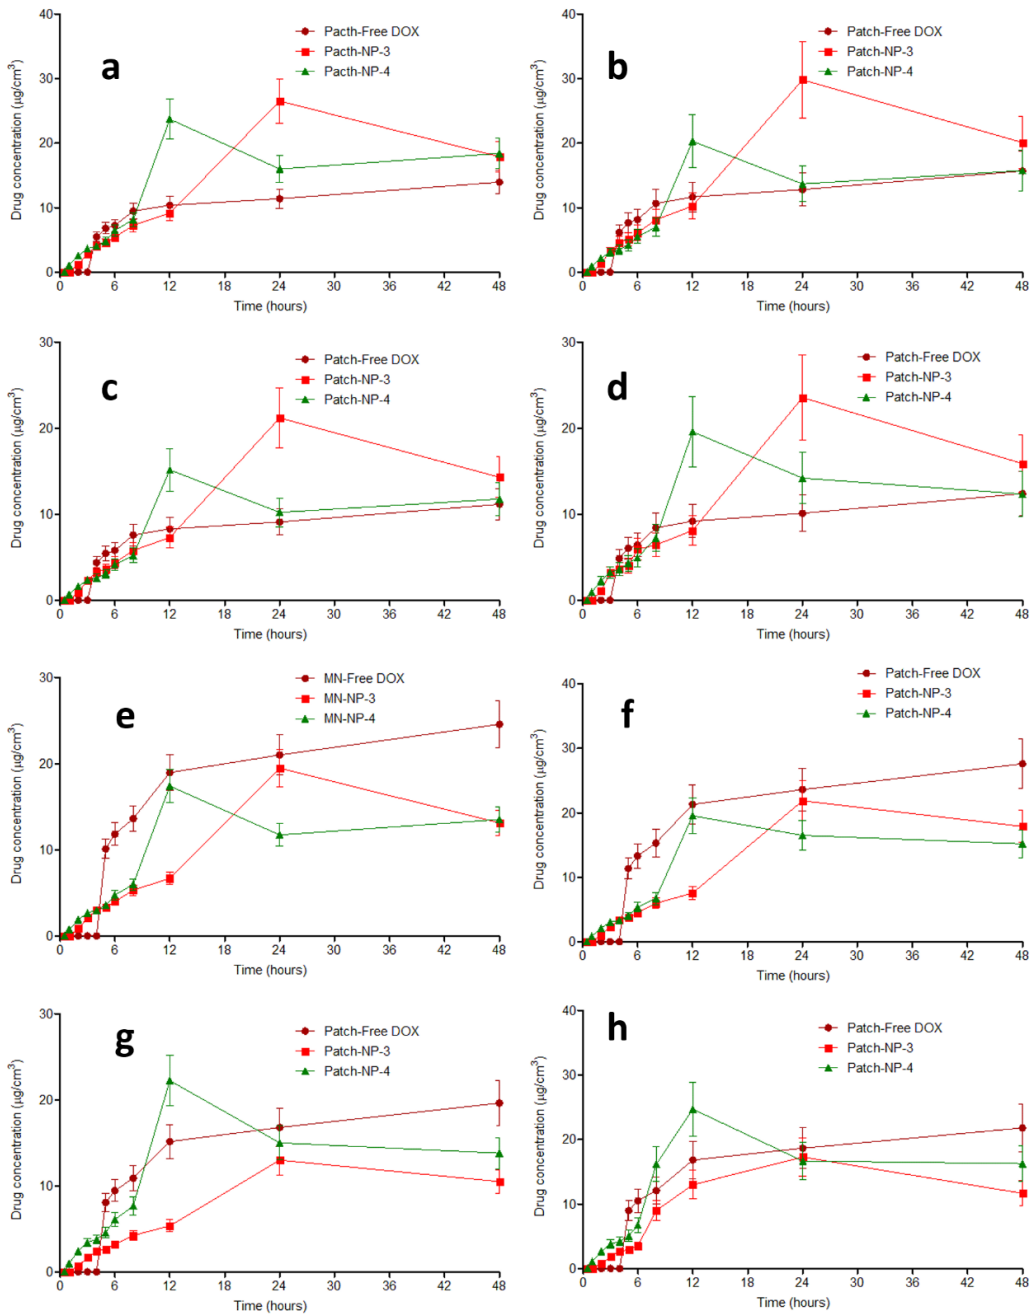 a
Pacth-Free DOX
Pacth-NP-3
Pacth-NP-4
Drug concentration (µg/cm³)
40
30
20
10
0
0 6 12 18 24 30 36 42 48
Time (hours)
b
Patch-Free DOX
Patch-NP-3
Patch-NP-4
Drug concentration (µg/cm³)
40
30
20
10
0
0 6 12 18 24 30 36 42 48
Time (hours)
c
Patch-Free DOX
Patch-NP-3
Patch-NP-4
Drug concentration (µg/cm³)
30
20
10
0
0 6 12 18 24 30 36 42 48
Time (hours)
d
Patch-Free DOX
Patch-NP-3
Patch-NP-4
Drug concentration (µg/cm³)
30
20
10
0
0 6 12 18 24 30 36 42 48
Time (hours)
e
MN-Free DOX
MN-NP-3
MN-NP-4
Drug concentration (µg/cm³)
30
20
10
0
0 6 12 18 24 30 36 42 48
Time (hours)
f
Patch-Free DOX
Patch-NP-3
Patch-NP-4
Drug concentration (µg/cm³)
40
30
20
10
0
0 6 12 18 24 30 36 42 48
Time (hours)
g
Patch-Free DOX
Patch-NP-3
Patch-NP-4
Drug concentration (µg/cm³)
30
20
10
0
0 6 12 18 24 30 36 42 48
Time (hours)
h
Patch-Free DOX
Patch-NP-3
Patch-NP-4
Drug concentration (µg/cm³)
40
30
20
10
0
0 6 12 18 24 30 36 42 48
Time (hours)